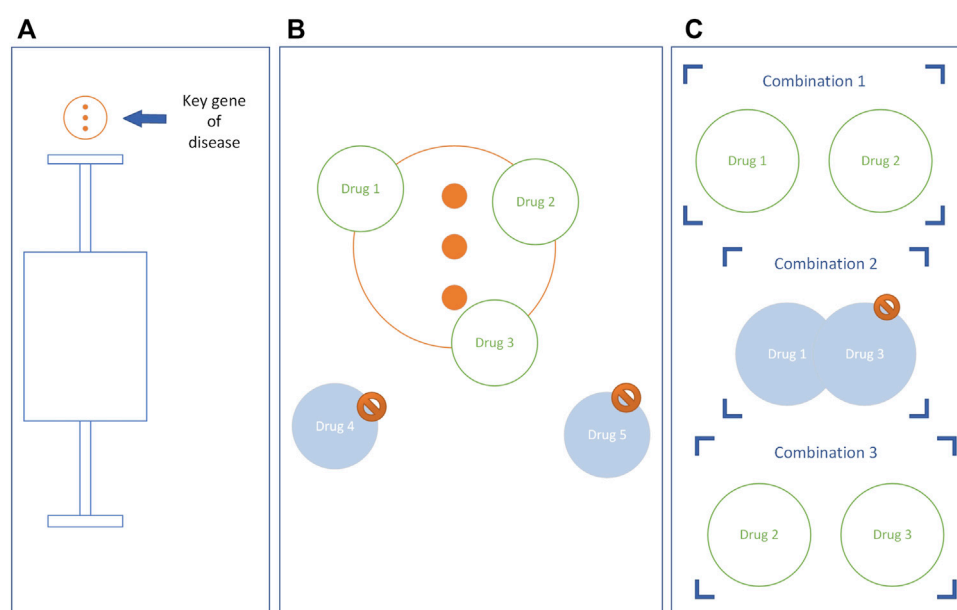 A
Key gene
of
disease
B
Drug 1
Drug 2
Drug 3
Drug 4
Drug 5
C
Combination 1
Drug 1
Drug 2
Combination 2
Drug 1
Drug 3
Combination 3
Drug 2
Drug 3